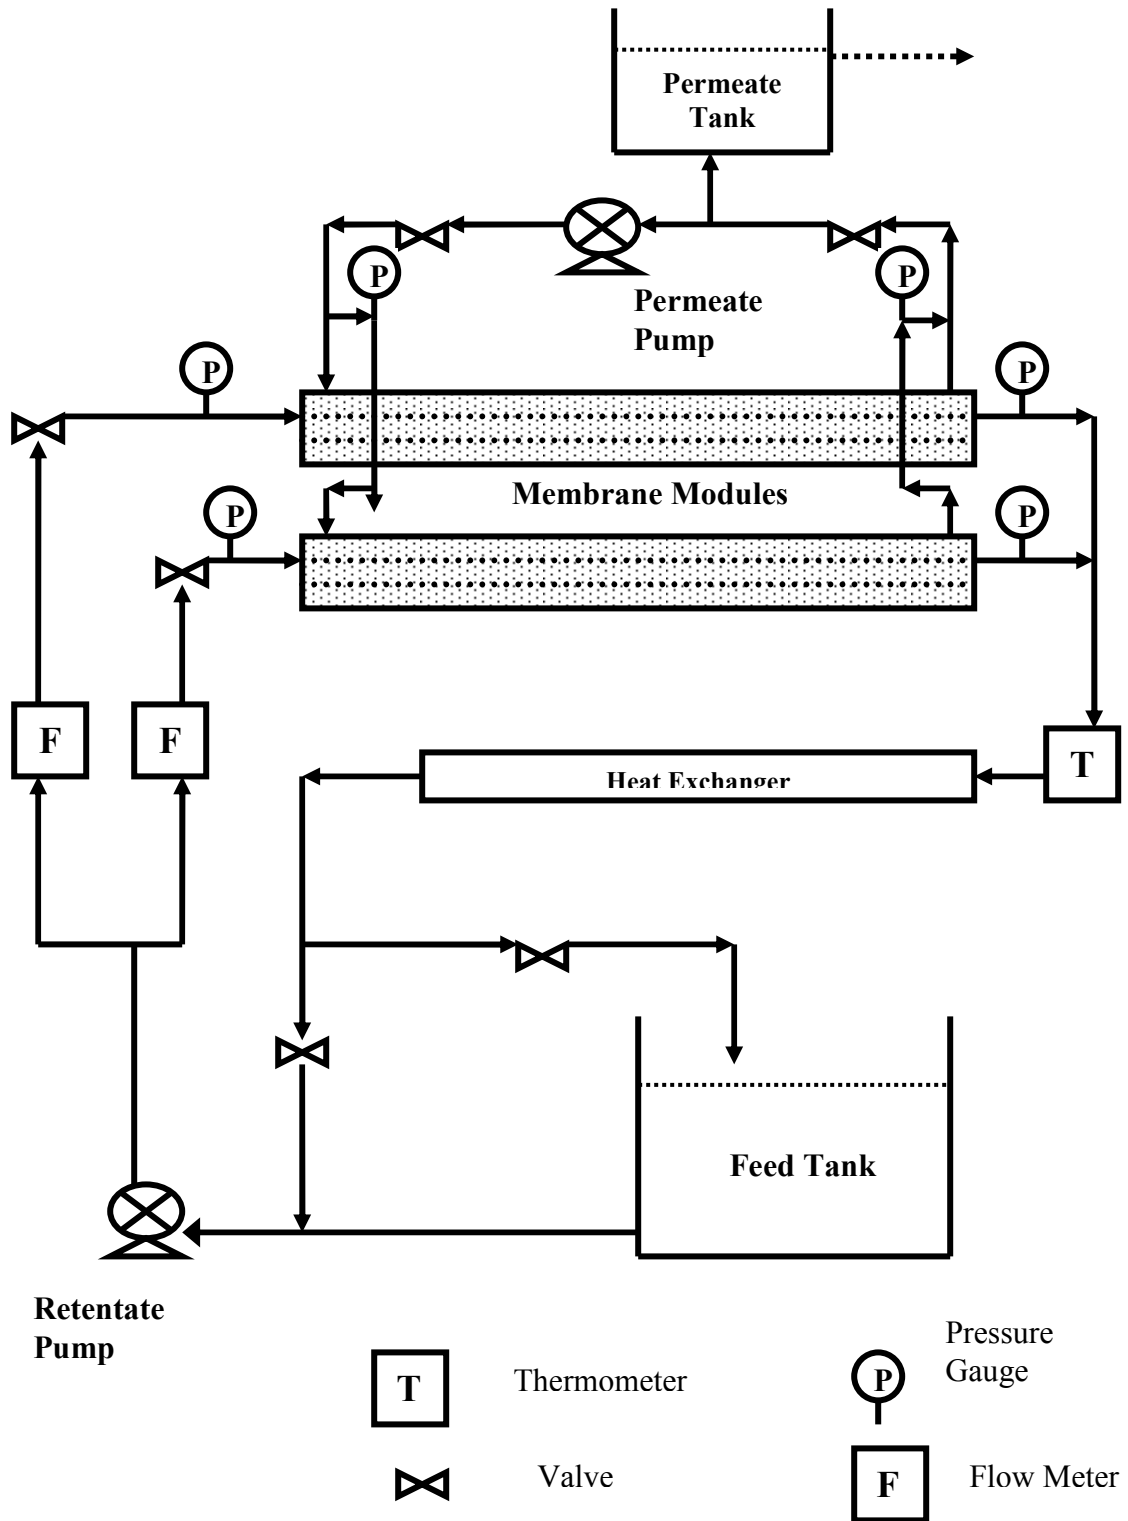 Permeate
Tank
P
P
Permeate
Pump
P
P
Membrane Modules
P
P
F
F
T
Heat Exchanger
Feed Tank
Retentate
Pump
T
Thermometer
P
Pressure
Gauge
Valve
F
Flow Meter